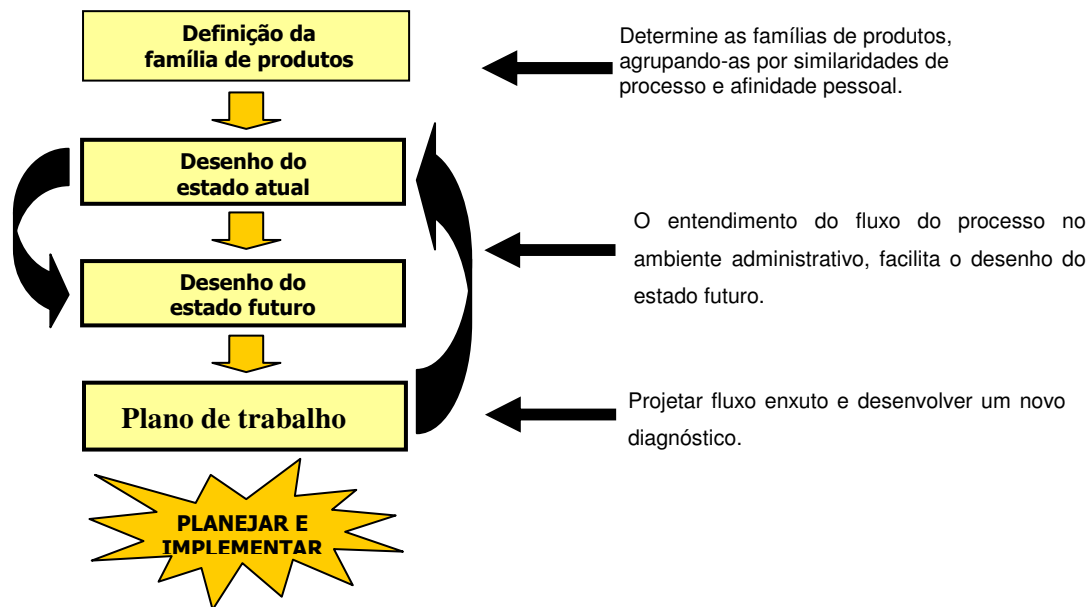 Definição da
família de produtos
Determine as famílias de produtos,
agrupando-as por similaridades de
processo e afinidade pessoal.
Desenho do
estado atual
O entendimento do fluxo do processo no
ambiente administrativo, facilita o desenho do
estado futuro.
Desenho do
estado futuro
Plano de trabalho
Projetar fluxo enxuto e desenvolver um novo
diagnóstico.
PLANEJAR E
IMPLEMENTAR